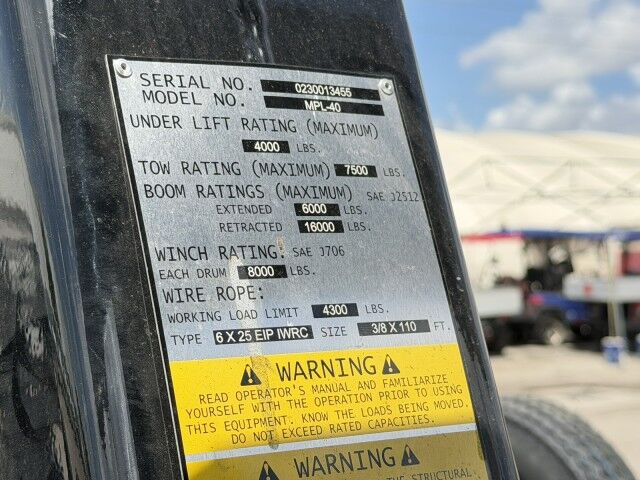 SERIAL NO. 0230013455
MODEL NO. MPL-40
UNDER LIFT RATING (MAXIMUM)
4000 LBS.
TOW RATING (MAXIMUM) 7500 LBS.
BOOM RATINGS (MAXIMUM) SAE J2512
EXTENDED 6000 LBS.
RETRACTED 16000 LBS.
WINCH RATING: SAE J706
EACH DRUM 8000 LBS.
WIRE ROPE:
WORKING LOAD LIMIT 4300 LBS.
TYPE 6 X 25 EIP IWRC SIZE 3/8 X 110 FT.
WARNING
READ OPERATOR'S MANUAL AND FAMILIARIZE
YOURSELF WITH THE OPERATION PRIOR TO USING
THIS EQUIPMENT. KNOW THE LOADS BEING MOVED.
DO NOT EXCEED RATED CAPACITIES.
WARNING
THE STRUCTURAL